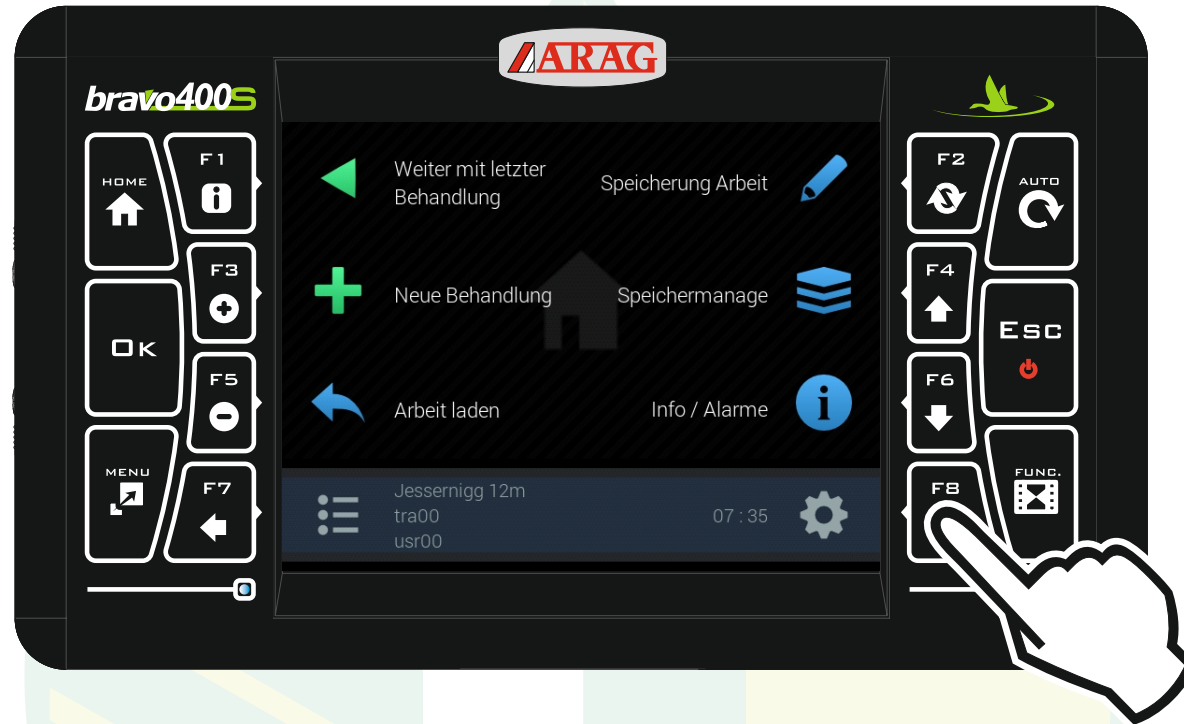 ARAG
bravo400S
HOME
F1
F3
OK
F5
MENU
F7
Weiter mit letzter
Behandlung
Speicherung Arbeit
Neue Behandlung
Speichermanage
Arbeit laden
Info / Alarme
Jessernigg 12m
tra00
07 : 35
usr00
F2
AUTO
F4
ESC
F6
F8
FUNC.